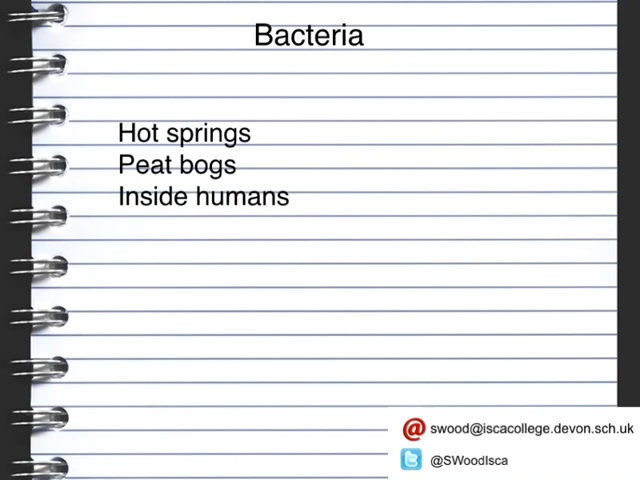 Bacteria
Hot springs
Peat bogs
Inside humans
swood@iscacollege.devon.sch.uk
@SWoodIsca